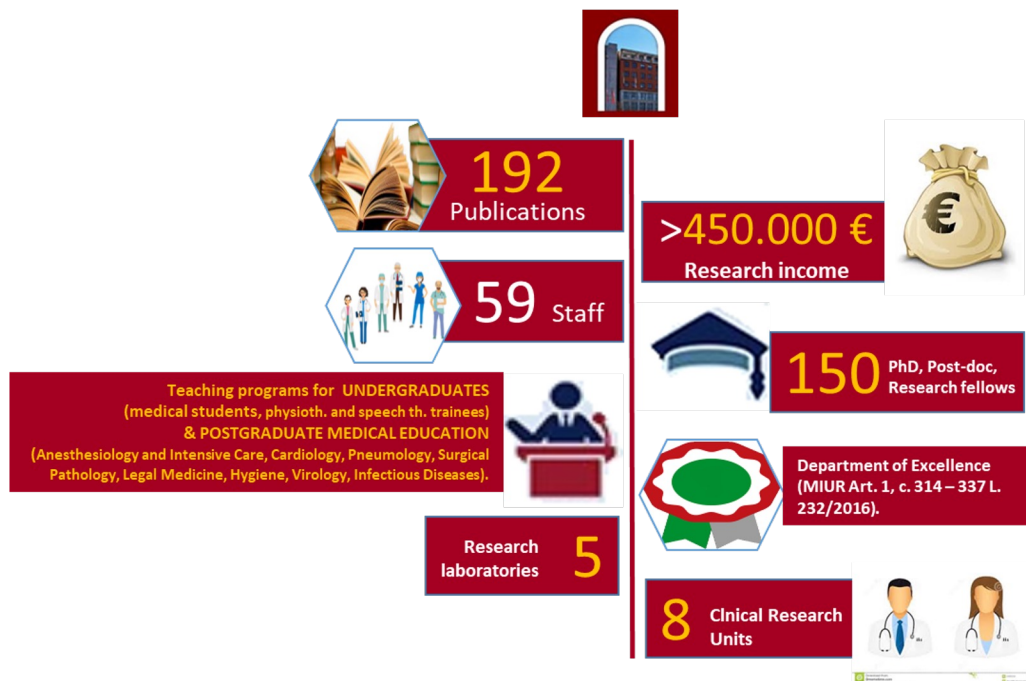 192
Publications
>450.000 €
Research income
59 Staff
150 PhD, Post-doc,
Research fellows
Teaching programs for UNDERGRADUATES
(medical students, physioth. and speech th. trainees)
& POSTGRADUATE MEDICAL EDUCATION
(Anesthesiology and Intensive Care, Cardiology, Pneumology, Surgical
Pathology, Legal Medicine, Hygiene, Virology, Infectious Diseases).
Department of Excellence
(MIUR Art. 1, c. 314 – 337 L.
232/2016).
Research
laboratories 5
8 Clnical Research
Units